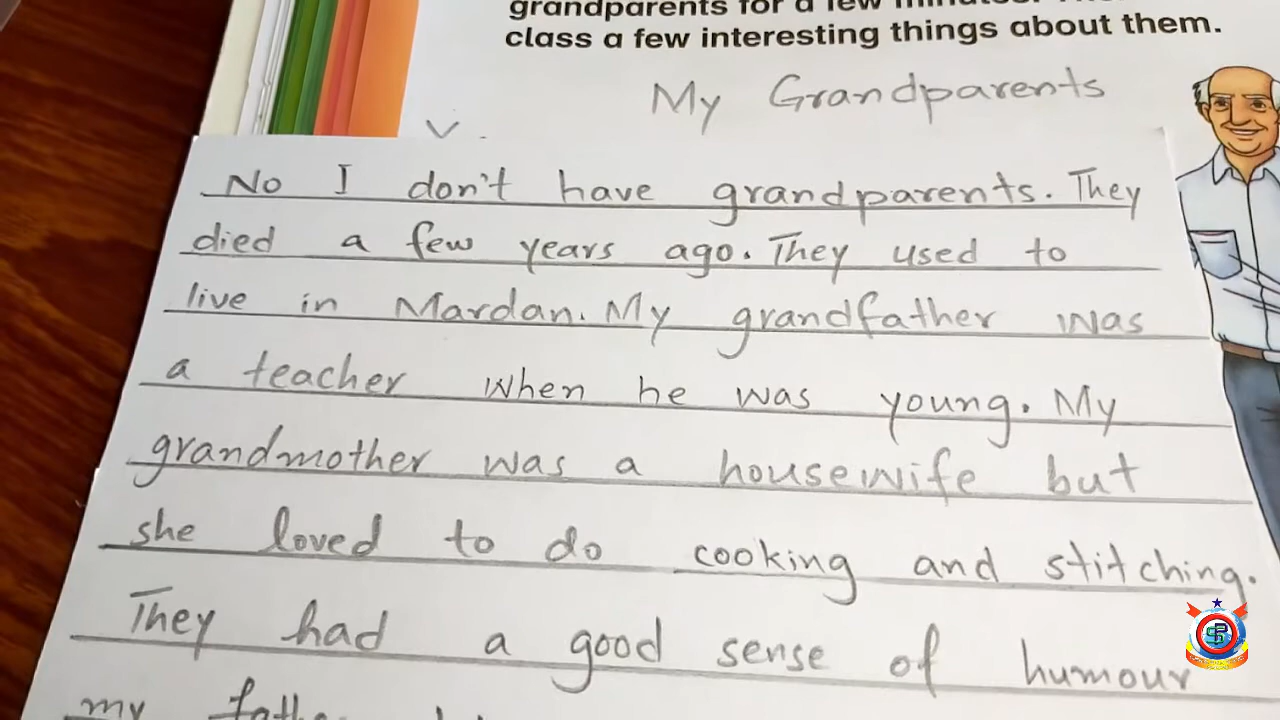 grandparents for a few
class a few interesting things about them.
My Grandparents
No I don't have grandparents. They
died a few years ago. They used to
live in Mardan. My grandfather was
a teacher when he was young. My
grandmother was a housewife but
she loved to do cooking and stitching.
They had a good sense of humour
my